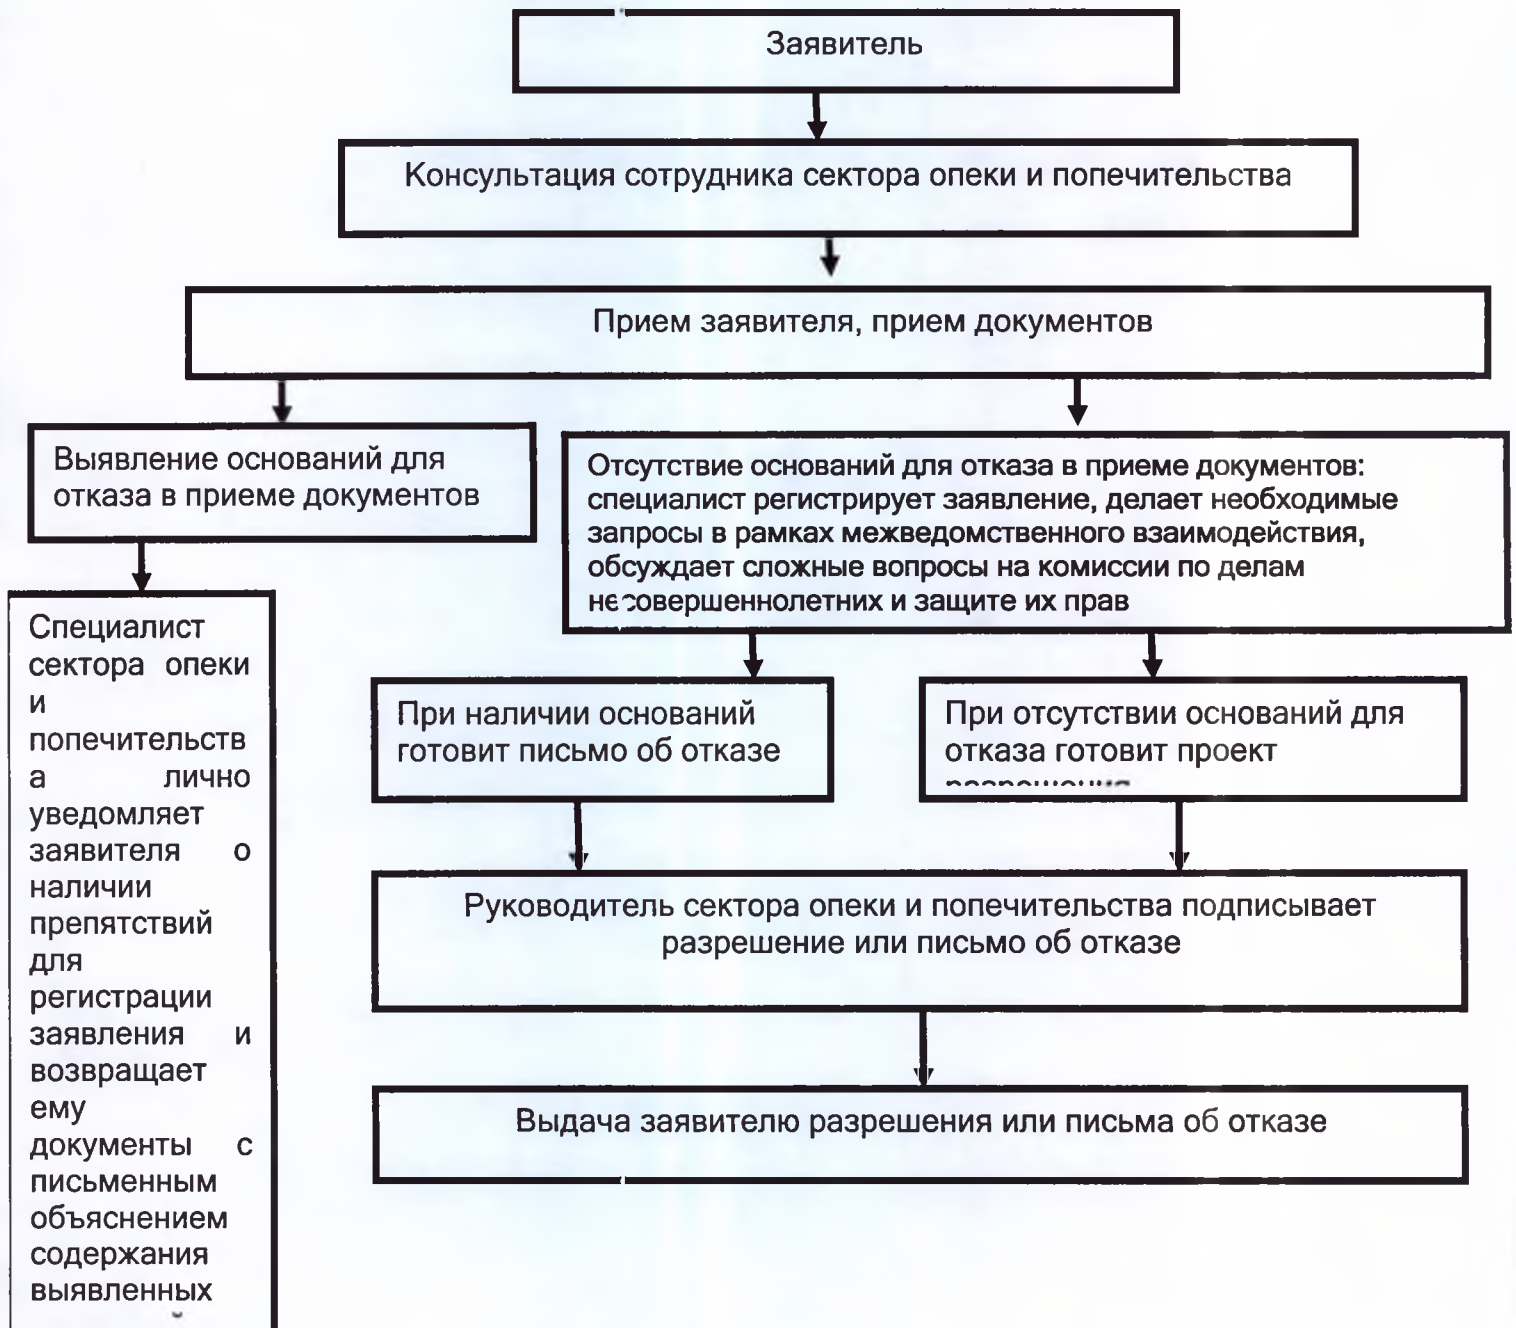 Заявитель
Консультация сотрудника сектора опеки и попечительства
Прием заявителя, прием документов
Выявление оснований для
отказа в приеме документов
Отсутствие оснований для отказа в приеме документов:
специалист регистрирует заявление, делает необходимые
запросы в рамках межведомственного взаимодействия,
обсуждает сложные вопросы на комиссии по делам
несовершеннолетних и защите их прав
Специалист
сектора опеки
и
попечительств
а лично
уведомляет
заявителя о
наличии
препятствий
для
регистрации
заявления и
возвращает
ему
документы с
письменным
объяснением
содержания
выявленных
При наличии оснований
готовит письмо об отказе
При отсутствии оснований для
отказа готовит проект
разрешения
Руководитель сектора опеки и попечительства подписывает
разрешение или письмо об отказе
Выдача заявителю разрешения или письма об отказе